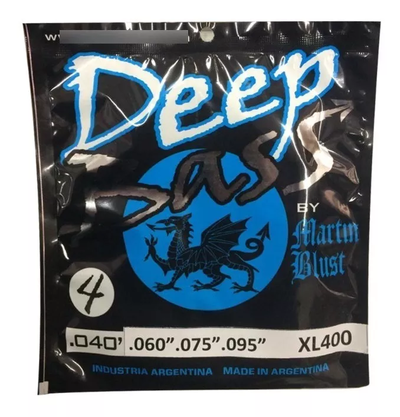 Deep
Bass
BY
Martin
Blust
4
.040" .060".075".095" XL400
INDUSTRIA ARGENTINA MADE IN ARGENTINA